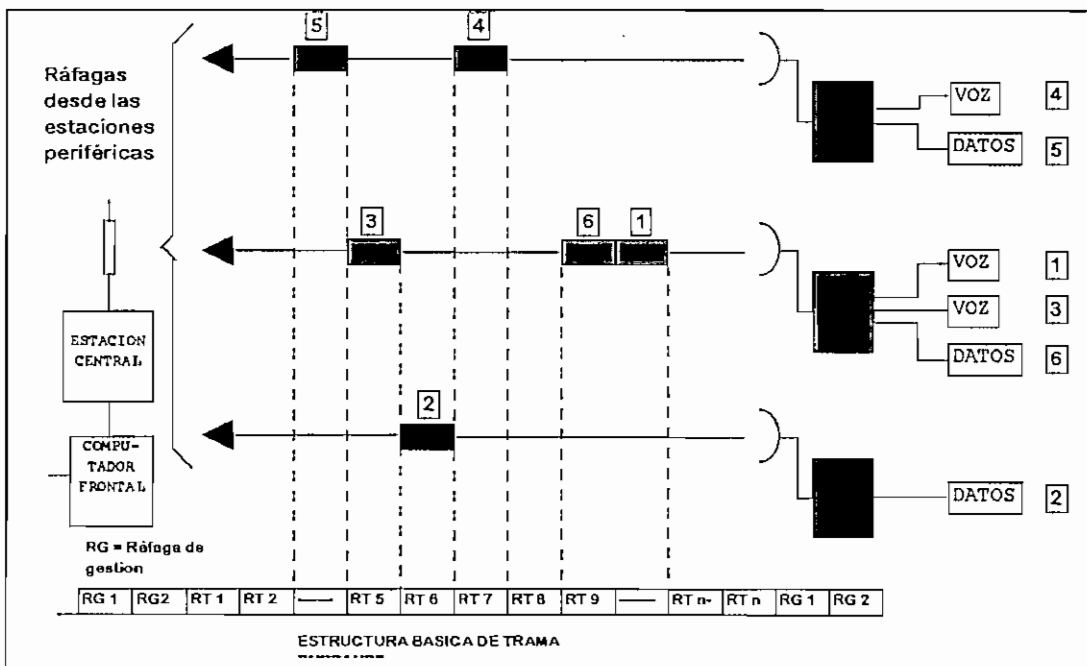 5
4
Ráfagas
desde las
estaciones
periféricas
VOZ
4
DATOS
5
3
6
1
VOZ
1
VOZ
3
DATOS
6
ESTACION
CENTRAL
2
COMPU-
TADOR
FRONTAL
DATOS
2
RG = Ráfaga de
gestion
RG 1 RG2 RT 1 RT 2 — RT 5 RT 6 RT 7 RT 8 RT 9 — RT n- RT n RG 1 RG 2
ESTRUCTURA BASICA DE TRAMA